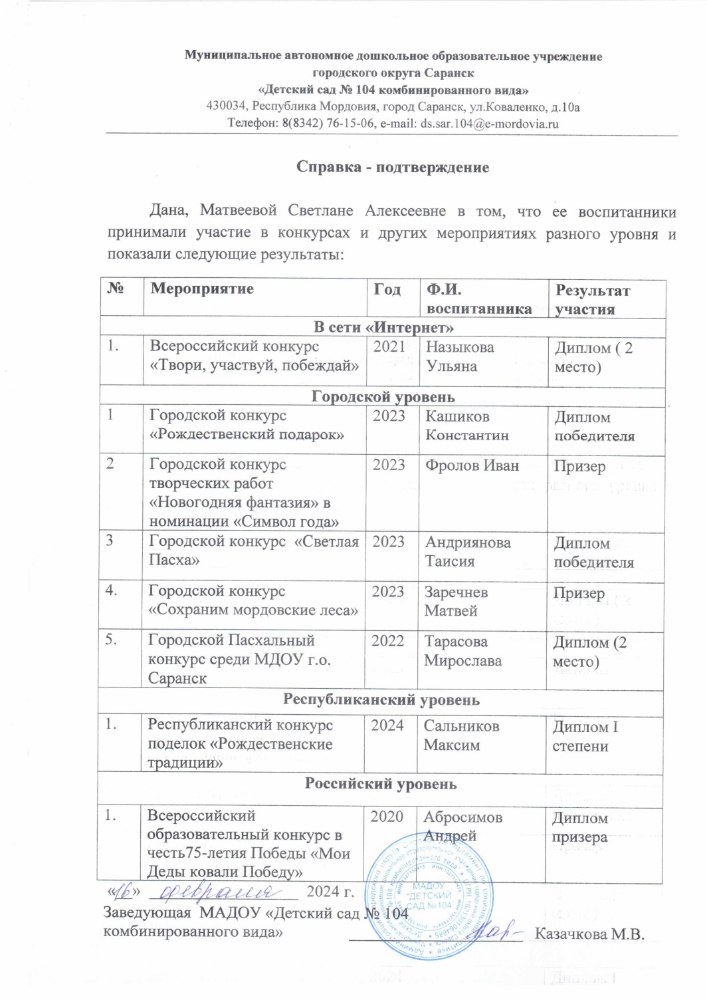 Муниципальное автономное дошкольное образовательное учреждение
городского округа Саранск
«Детский сад № 104 комбинированного вида»
430034, Республика Мордовия, город Саранск, ул.Коваленко, д.10а
Телефон: 8(8342) 76-15-06, e-mail: ds.sar.104@e-mordovia.ru
Справка - подтверждение
Дана, Матвеевой Светлане Алексеевне в том, что ее воспитанники
принимали участие в конкурсах и других мероприятиях разного уровня и
показали следующие результаты:
№ Мероприятие Год Ф.И. Результат
воспитанника участия
В сети «Интернет»
1. Всероссийский конкурс 2021 Назыкова Диплом ( 2
«Твори, участвуй, побеждай» Ульяна место)
Городской уровень
1 Городской конкурс 2023 Кашиков Диплом
«Рождественский подарок» Константин победителя
2 Городской конкурс 2023 Фролов Иван Призер
творческих работ
«Новогодняя фантазия» в
номинации «Символ года»
3 Городской конкурс «Светлая 2023 Андриянова Диплом
Пасха» Таисия победителя
4. Городской конкурс 2023 Заречнев Призер
«Сохраним мордовские леса» Матвей
5. Городской Пасхальный 2022 Тарасова Диплом (2
конкурс среди МДОУ г.о. Мирослава место)
Саранск
Республиканский уровень
1. Республиканский конкурс 2024 Сальников Диплом I
поделок «Рождественские Максим степени
традиции»
Российский уровень
1. Всероссийский 2020 Абросимов Диплом
образовательный конкурс в Андрей призера
честь75-летия Победы «Мои
Деды ковали Победу»
«16» февраля 2024 г.
МАДОУ
"ДЕТСКИЙ
САД №104"
Заведующая МАДОУ «Детский сад № 104
комбинированного вида» Казачкова М.В.